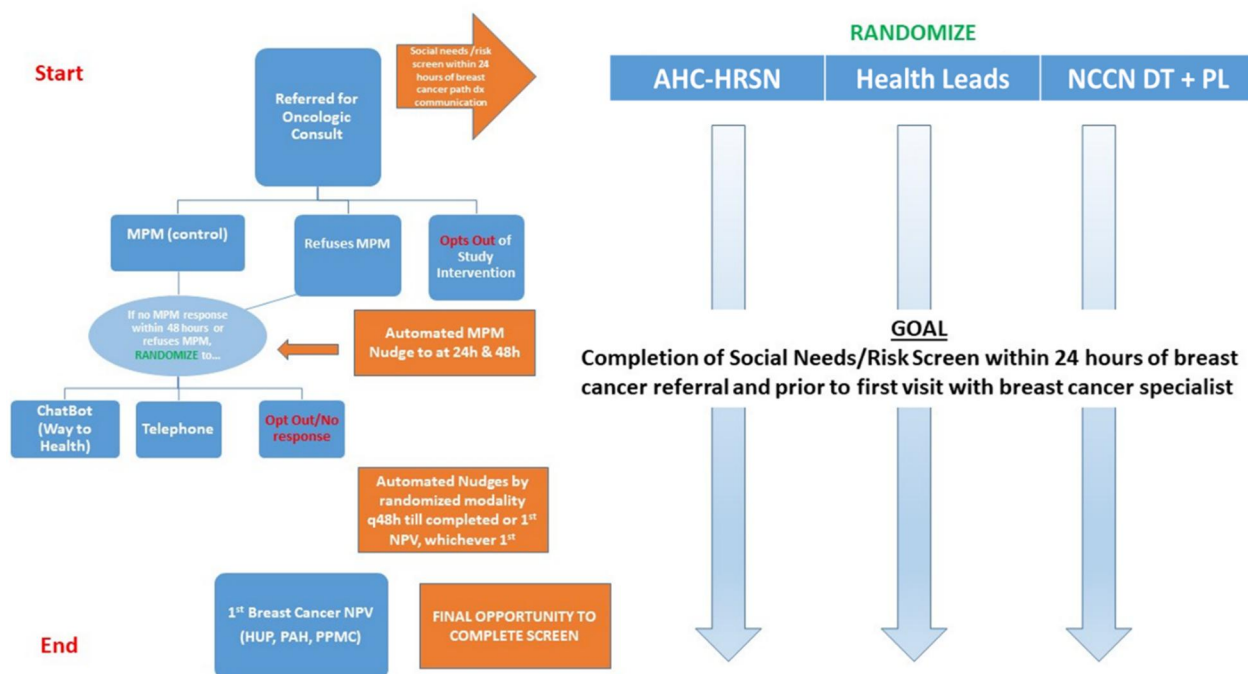 Start
Referred for
Oncologic
Consult
Social needs /risk
screen within 24
hours of breast
cancer path dx
communication
RANDOMIZE
AHC-HRSN
Health Leads
NCCN DT + PL
MPM (control)
Refuses MPM
Opts Out of
Study
Intervention
If no MPM response
within 48 hours or
refuses MPM,
RANDOMIZE to...
Automated MPM
Nudge to at 24h & 48h
GOAL
Completion of Social Needs/Risk Screen within 24 hours of breast
cancer referral and prior to first visit with breast cancer specialist
ChatBot
(Way to
Health)
Telephone
Opt Out/No
response
Automated Nudges by
randomized modality
q48h till completed or 1st
NPV, whichever 1st
1st Breast Cancer NPV
(HUP, PAH, PPMC)
FINAL OPPORTUNITY TO
COMPLETE SCREEN
End